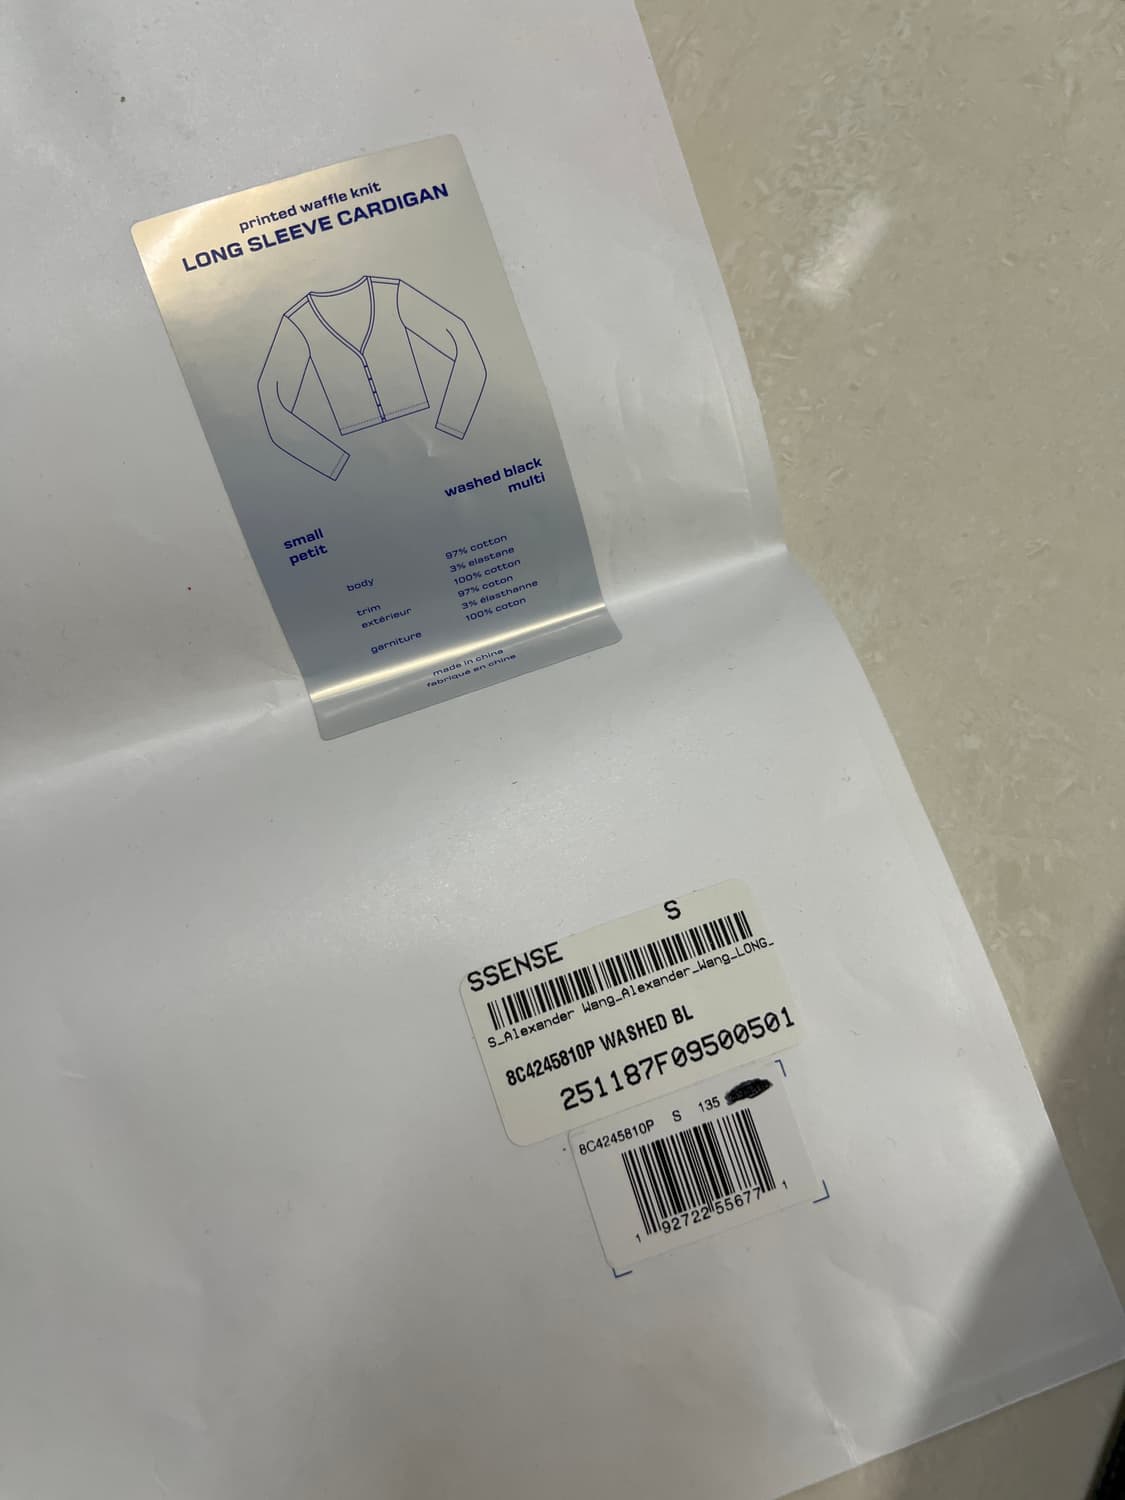 printed waffle knit
LONG SLEEVE CARDIGAN
washed black
multi
small
petit
body
97% cotton
3% elastane
trim
100% cotton
extérieur
97% coton
3% élasthanne
garniture
100% coton
made in china
fabriqué en chine
SSENSE S
S_Alexander Wang_Alexander_Wang_LONG_
8C4245810P WASHED BL
251187F09500501
8C4245810P S 135
1 92722 55677 1